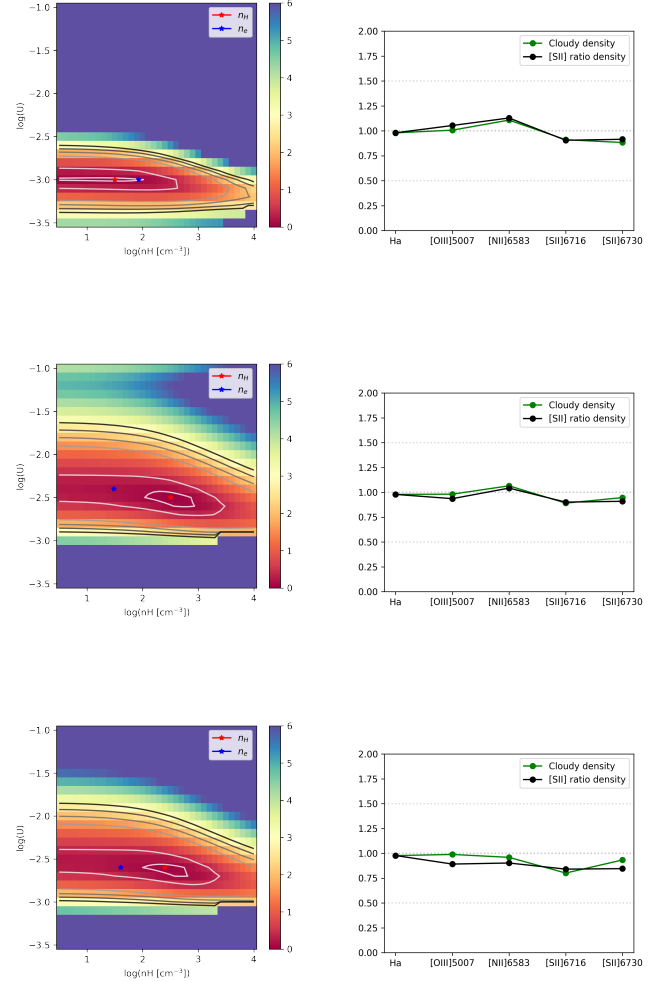 −1.0
−1.5
−2.0
−2.5
−3.0
−3.5
log(U)
1
2
3
4
log(nH [cm⁻³])
n_H
n_e
6
5
4
3
2
1
0
2.00
1.75
1.50
1.25
1.00
0.75
0.50
0.25
0.00
Cloudy density
[SII] ratio density
Ha
[OIII]5007
[NII]6583
[SII]6716
[SII]6730
−1.0
−1.5
−2.0
−2.5
−3.0
−3.5
log(U)
1
2
3
4
log(nH [cm⁻³])
n_H
n_e
6
5
4
3
2
1
0
2.00
1.75
1.50
1.25
1.00
0.75
0.50
0.25
0.00
Cloudy density
[SII] ratio density
Ha
[OIII]5007
[NII]6583
[SII]6716
[SII]6730
−1.0
−1.5
−2.0
−2.5
−3.0
−3.5
log(U)
1
2
3
4
log(nH [cm⁻³])
n_H
n_e
6
5
4
3
2
1
0
2.00
1.75
1.50
1.25
1.00
0.75
0.50
0.25
0.00
Cloudy density
[SII] ratio density
Ha
[OIII]5007
[NII]6583
[SII]6716
[SII]6730